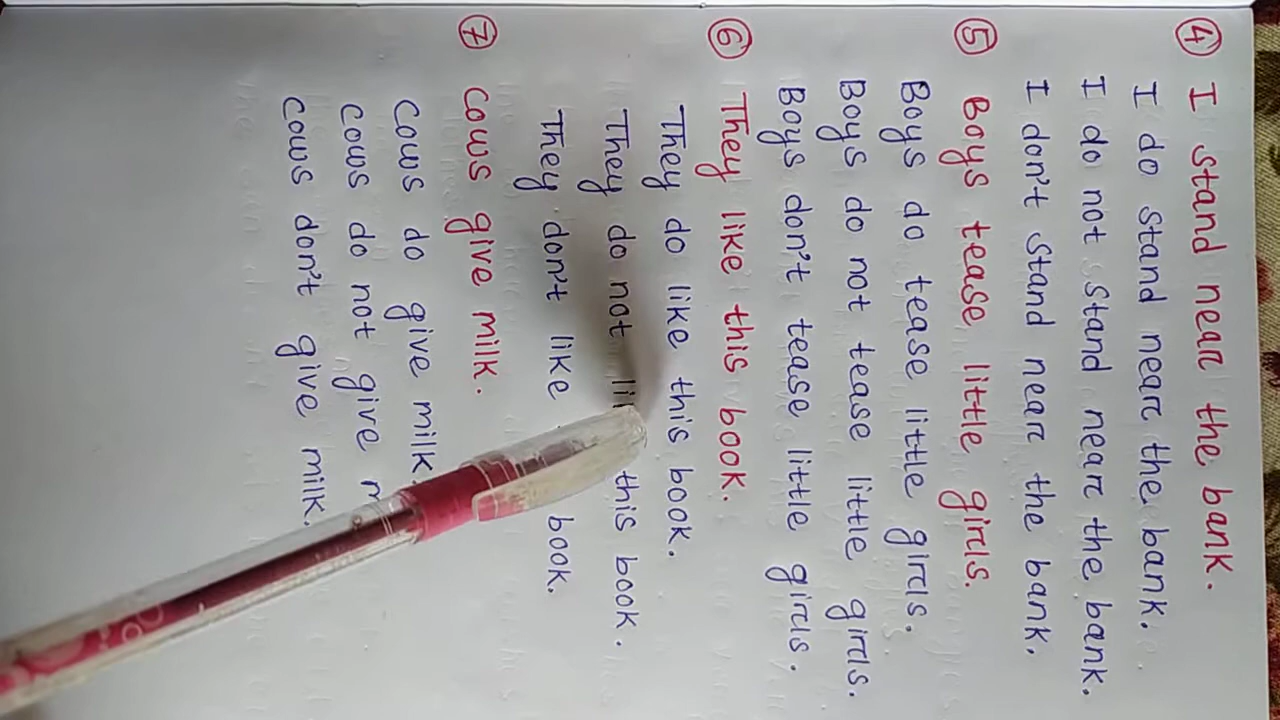 ④ I stand near the bank.
I do stand near the bank.
I do not stand near the bank.
I don't stand near the bank.
⑤ Boys tease little girls.
Boys do tease little girls.
Boys do not tease little girls.
Boys don't tease little girls.
⑥ They like this book.
They do like this book.
They do not this book.
They don't like book.
⑦ Cows give milk.
Cows do give milk.
Cows do not give
Cows don't give milk.